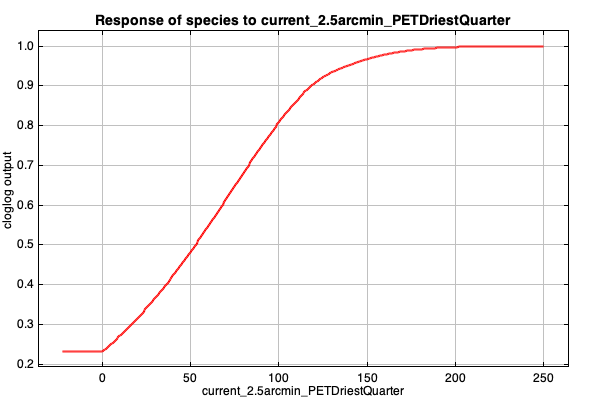 Response of species to current_2.5arcmin_PETDriestQuarter
1.0
0.9
0.8
0.7
0.6
0.5
0.4
0.3
0.2
cloglog output
0 50 100 150 200 250
current_2.5arcmin_PETDriestQuarter